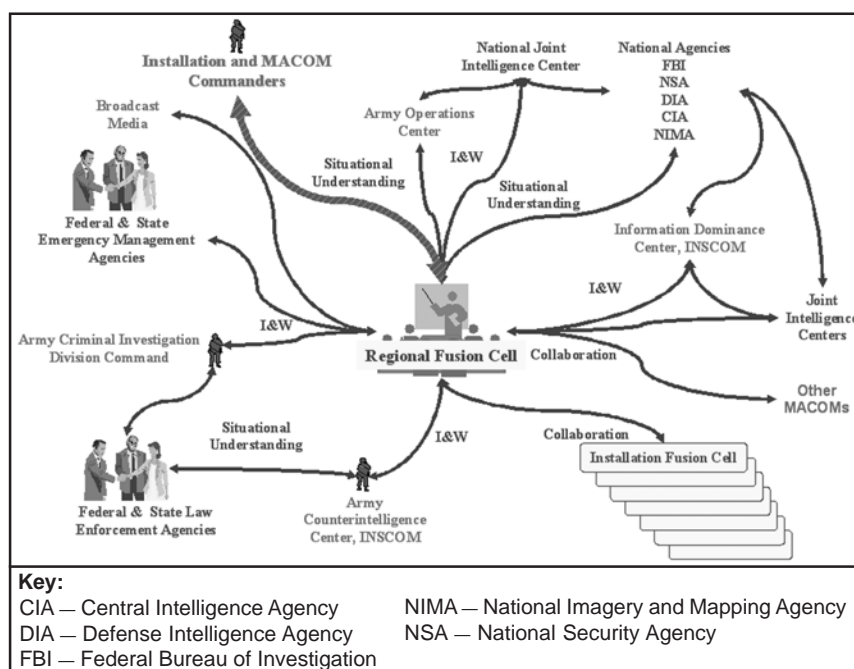 Installation and MACOM
Commanders
National Joint
Intelligence Center
National Agencies
FBI
NSA
DIA
CIA
NIMA
Broadcast
Media
Army Operations
Center
I&W
Situational
Understanding
Situational
Understanding
Federal & State
Emergency Management
Agencies
Information Dominance
Center, INSCOM
I&W
Joint
Intelligence
Centers
I&W
Army Criminal Investigation
Division Command
Regional Fusion Cell
Collaboration
Other
MACOMs
Situational
Understanding
I&W
Collaboration
Installation Fusion Cell
Federal & State Law
Enforcement Agencies
Army
Counterintelligence
Center, INSCOM
Key:
CIA — Central Intelligence Agency
DIA — Defense Intelligence Agency
FBI — Federal Bureau of Investigation
NIMA — National Imagery and Mapping Agency
NSA — National Security Agency